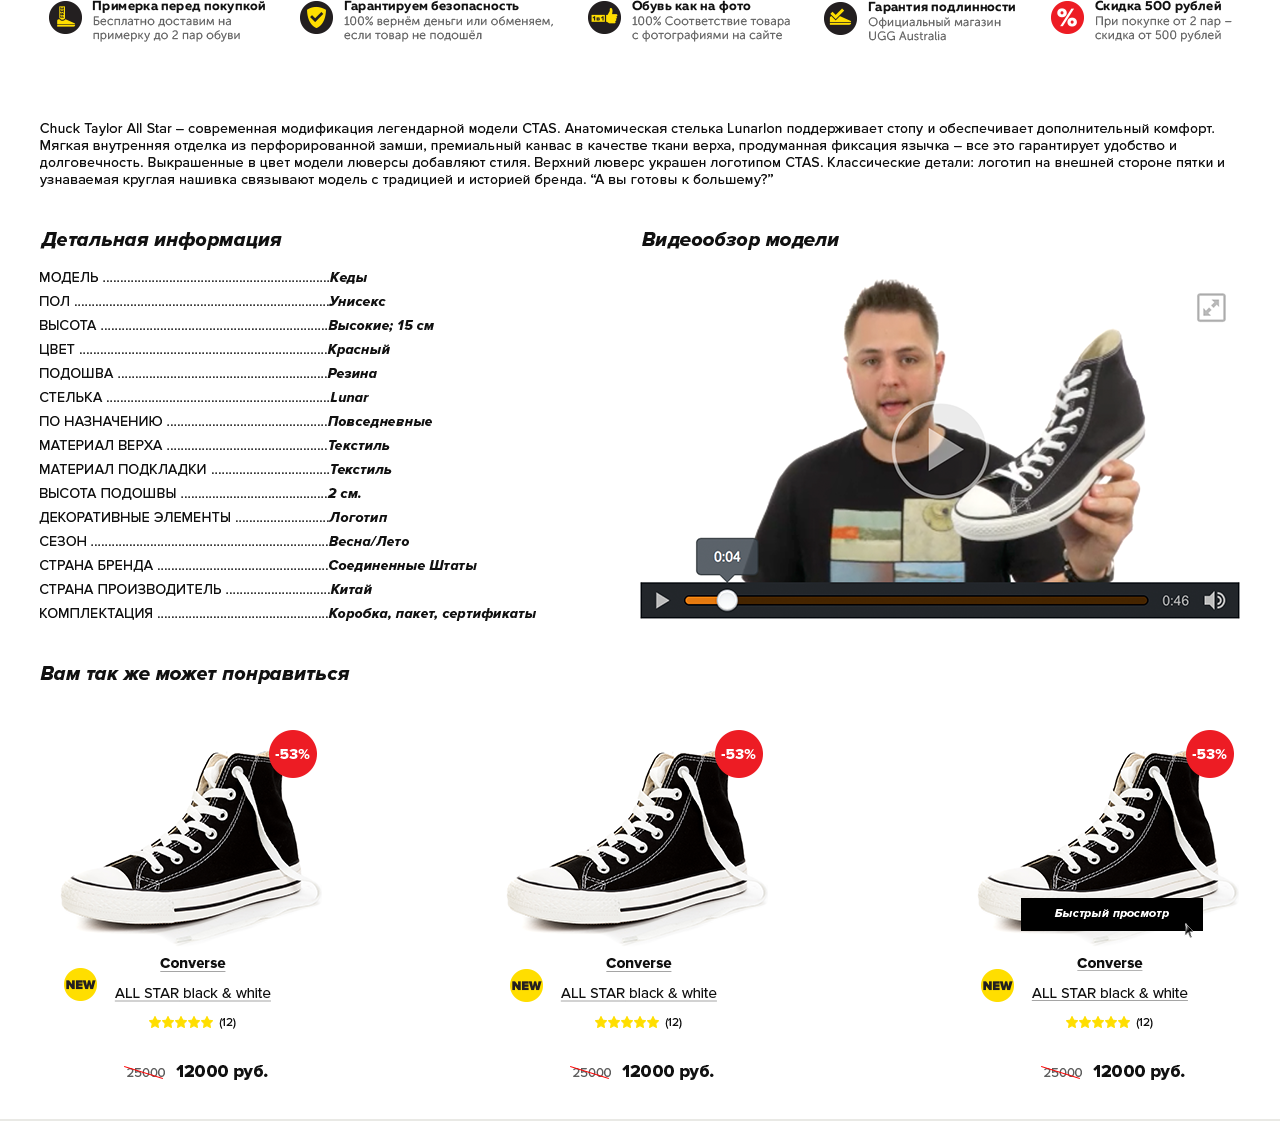 Примерка перед покупкой
Бесплатно доставим на
примерку до 2 пар обуви
Гарантируем безопасность
100% вернём деньги или обменяем,
если товар не подошёл
1в1
Обувь как на фото
100% Соответствие товара
с фотографиями на сайте
Гарантия подлинности
Официальный магазин
UGG Australia
%
Скидка 500 рублей
При покупке от 2 пар –
скидка от 500 рублей
Chuck Taylor All Star – современная модификация легендарной модели CTAS. Анатомическая стелька Lunarlon поддерживает стопу и обеспечивает дополнительный комфорт.
Мягкая внутренняя отделка из перфорированной замши, премиальный канвас в качестве ткани верха, продуманная фиксация язычка – все это гарантирует удобство и
долговечность. Выкрашенные в цвет модели люверсы добавляют стиля. Верхний люверс украшен логотипом CTAS. Классические детали: логотип на внешней стороне пятки и
узнаваемая круглая нашивка связывают модель с традицией и историей бренда. “А вы готовы к большему?”
Детальная информация
МОДЕЛЬ ................................................................. Кеды
ПОЛ ......................................................................... Унисекс
ВЫСОТА ................................................................. Высокие; 15 см
ЦВЕТ ....................................................................... Красный
ПОДОШВА ............................................................ Резина
СТЕЛЬКА ................................................................ Lunar
ПО НАЗНАЧЕНИЮ .............................................. Повседневные
МАТЕРИАЛ ВЕРХА .............................................. Текстиль
МАТЕРИАЛ ПОДКЛАДКИ .................................. Текстиль
ВЫСОТА ПОДОШВЫ .......................................... 2 см.
ДЕКОРАТИВНЫЕ ЭЛЕМЕНТЫ ........................... Логотип
СЕЗОН .................................................................... Весна/Лето
СТРАНА БРЕНДА ................................................. Соединенные Штаты
СТРАНА ПРОИЗВОДИТЕЛЬ .............................. Китай
КОМПЛЕКТАЦИЯ ................................................. Коробка, пакет, сертификаты
Видеообзор модели
0:04
0:46
Вам так же может понравиться
-53%
NEW
Converse
ALL STAR black & white
(12)
25000 12000 руб.
-53%
NEW
Converse
ALL STAR black & white
(12)
25000 12000 руб.
-53%
Быстрый просмотр
NEW
Converse
ALL STAR black & white
(12)
25000 12000 руб.